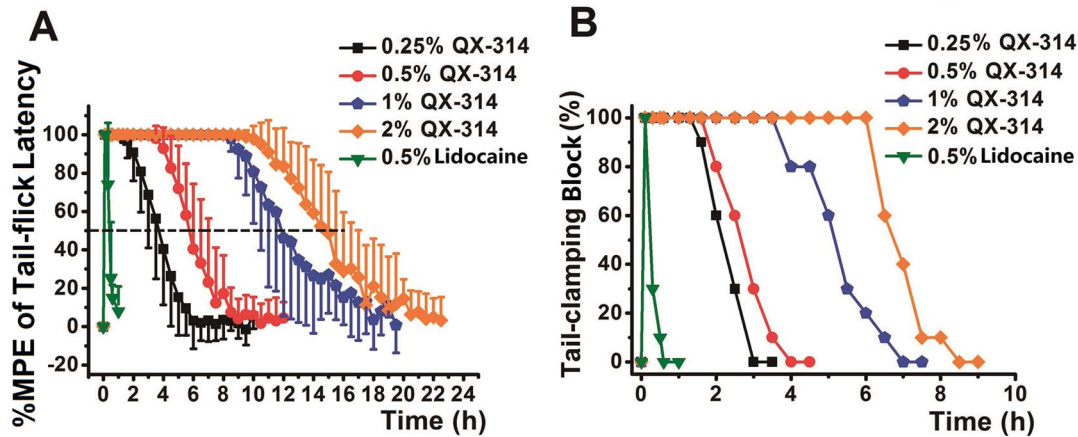 A
0.25% QX-314
0.5% QX-314
1% QX-314
2% QX-314
0.5% Lidocaine
%MPE of Tail-flick Latency
100
80
60
40
20
0
-20
0 2 4 6 8 10 12 14 16 18 20 22 24
Time (h)
B
0.25% QX-314
0.5% QX-314
1% QX-314
2% QX-314
0.5% Lidocaine
Tail-clamping Block (%)
100
80
60
40
20
0
0 2 4 6 8 10
Time (h)